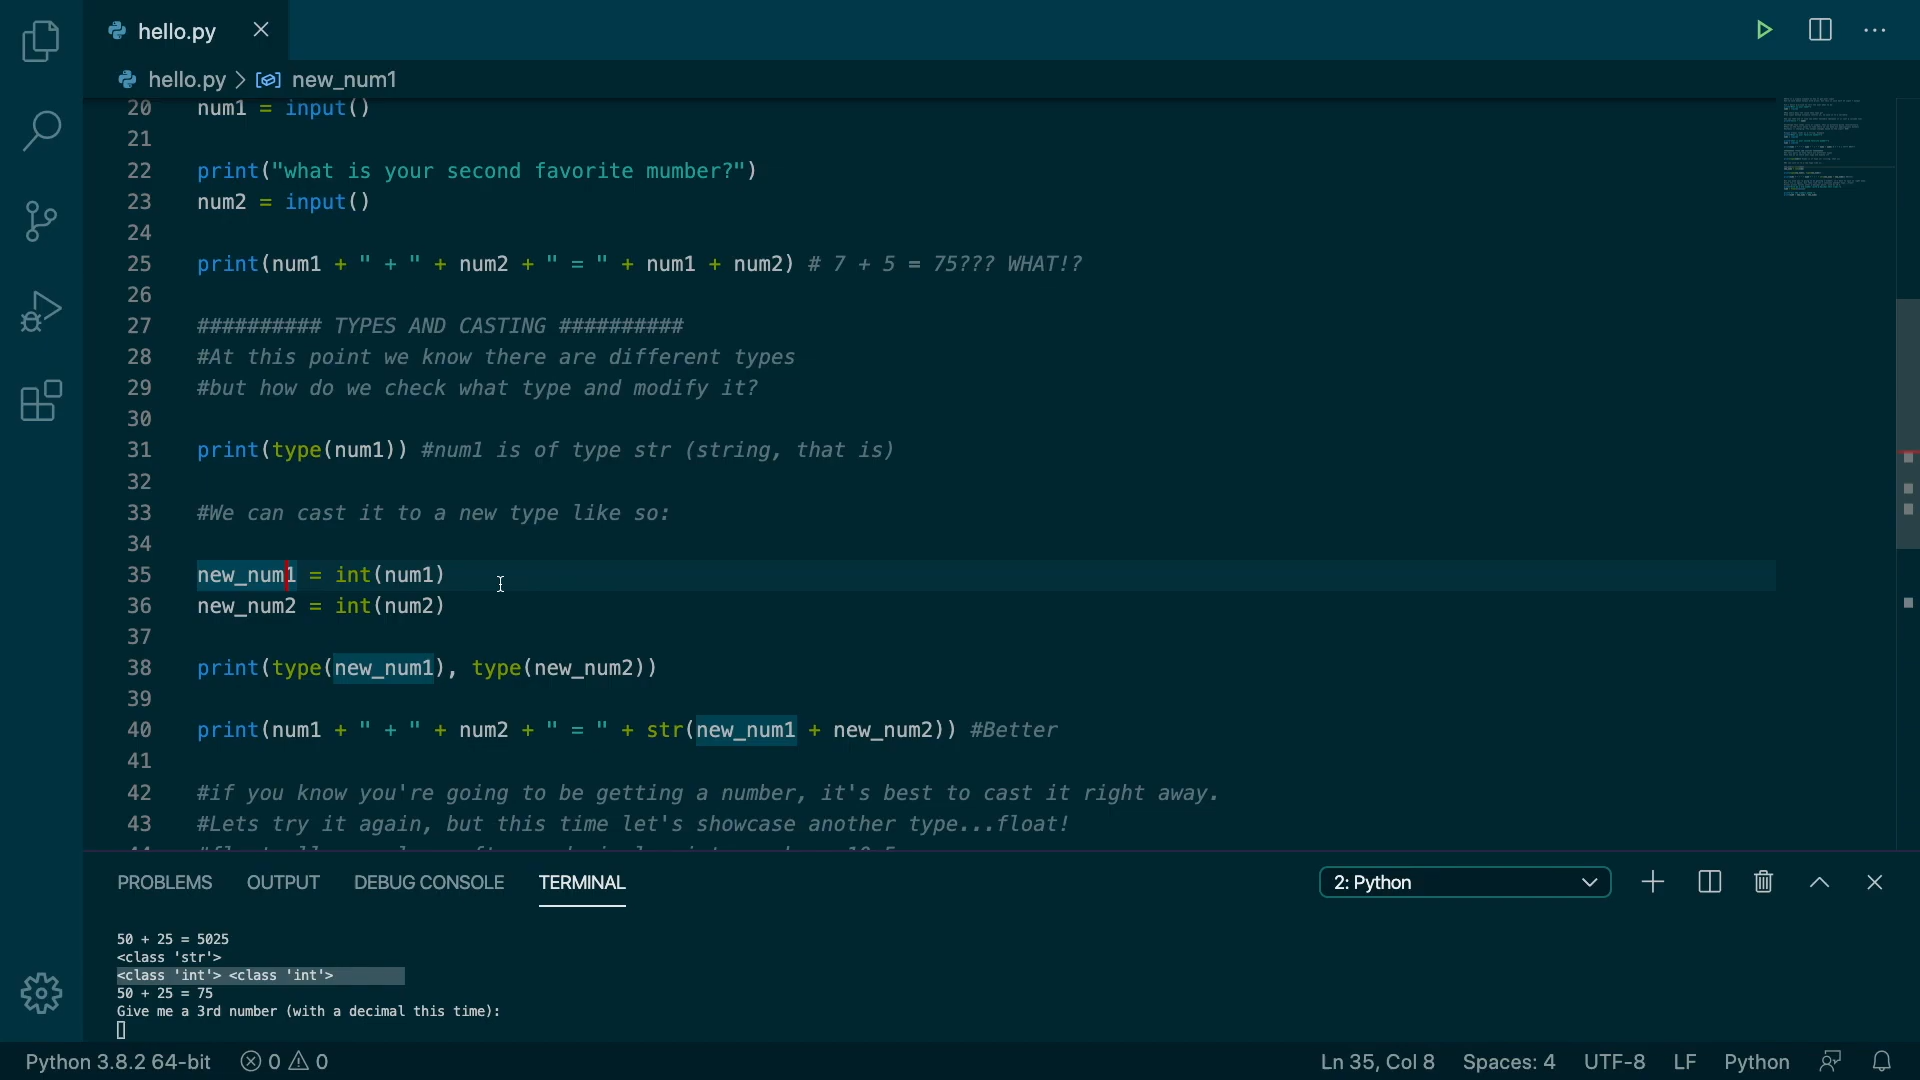 hello.py
hello.py > new_num1
20 num1 = input()
21
22 print("what is your second favorite mumber?")
23 num2 = input()
24
25 print(num1 + " + " + num2 + " = " + num1 + num2) # 7 + 5 = 75??? WHAT!?
26
27 ########## TYPES AND CASTING ##########
28 #At this point we know there are different types
29 #but how do we check what type and modify it?
30
31 print(type(num1)) #num1 is of type str (string, that is)
32
33 #We can cast it to a new type like so:
34
35 new_num1 = int(num1)
36 new_num2 = int(num2)
37
38 print(type(new_num1), type(new_num2))
39
40 print(num1 + " + " + num2 + " = " + str(new_num1 + new_num2)) #Better
41
42 #if you know you're going to be getting a number, it's best to cast it right away.
43 #Lets try it again, but this time let's showcase another type...float!
PROBLEMS OUTPUT DEBUG CONSOLE TERMINAL 2: Python
50 + 25 = 5025
<class 'str'>
<class 'int'> <class 'int'>
50 + 25 = 75
Give me a 3rd number (with a decimal this time):
Python 3.8.2 64-bit 0 0 Ln 35, Col 8 Spaces: 4 UTF-8 LF Python